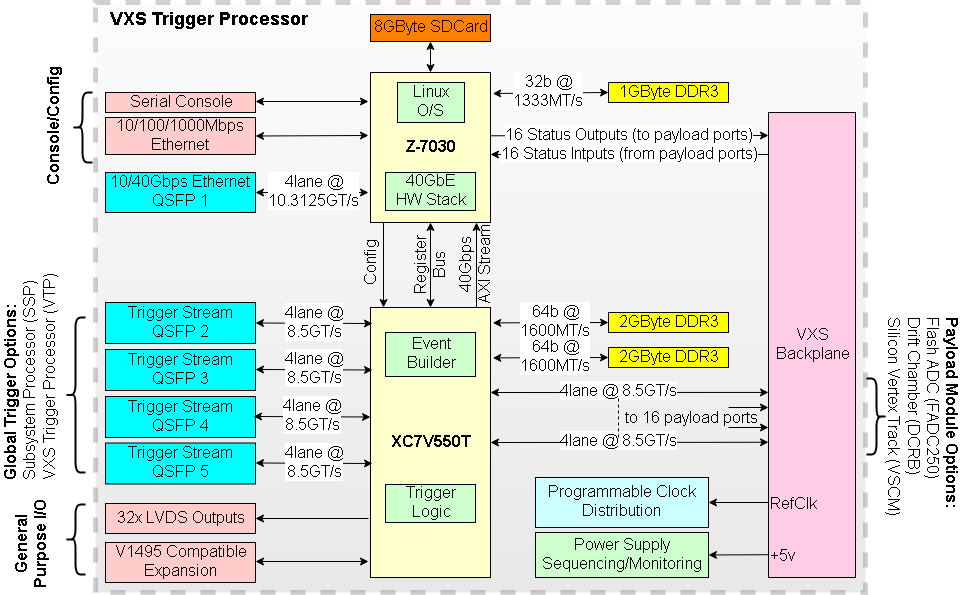 VXS Trigger Processor
8GByte SDCard
Console/Config
Serial Console
10/100/1000Mbps
Ethernet
10/40Gbps Ethernet
QSFP 1
4lane @
10.3125GT/s
Linux
O/S
Z-7030
40GbE
HW Stack
32b @
1333MT/s
1GByte DDR3
16 Status Outputs (to payload ports)
16 Status Intputs (from payload ports)
Config
Register
Bus
40Gbps
AXI Stream
Global Trigger Options:
Subsystem Processor (SSP)
VXS Trigger Processor (VTP)
Trigger Stream
QSFP 2
4lane @
8.5GT/s
Trigger Stream
QSFP 3
4lane @
8.5GT/s
Trigger Stream
QSFP 4
4lane @
8.5GT/s
Trigger Stream
QSFP 5
4lane @
8.5GT/s
Event
Builder
XC7V550T
Trigger
Logic
64b @
1600MT/s
2GByte DDR3
64b @
1600MT/s
2GByte DDR3
4lane @ 8.5GT/s
to 16 payload ports
4lane @ 8.5GT/s
VXS
Backplane
Payload Module Options:
Flash ADC (FADC250)
Drift Chamber (DCRB)
Silicon Vertex Track (VSCM)
General
Purpose I/O
32x LVDS Outputs
V1495 Compatible
Expansion
Programmable Clock
Distribution
RefClk
Power Supply
Sequencing/Monitoring
+5v